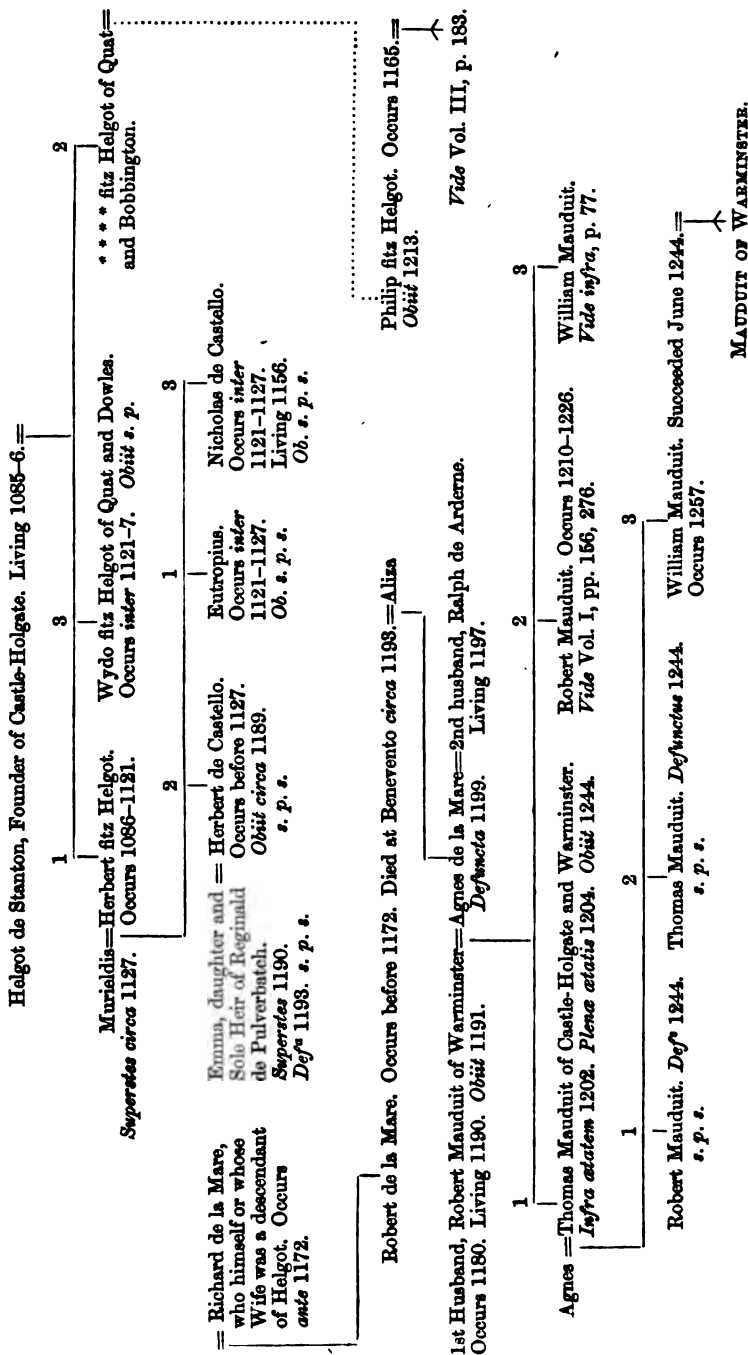 Helgot de Stanton, Founder of Castle-Holgate. Living 1085-6.=
1
3
2
Murieldis=Herbert fitz Helgot.
Superstes circa 1127.
Occurs 1086-1121.
Wydo fitz Helgot of Quat and Dowles.
Occurs inter 1121-7. Obiit s. p.
* * * * fitz Helgot of Quat=
and Bobbington.
2
1
3
= Richard de la Mare,
who himself or whose
Wife was a descendant
of Helgot. Occurs
ante 1172.
Emma, daughter and
Sole Heir of Reginald
de Pulverbatch.
Superstes 1190.
Defᵃ 1193. s. p. s.
= Herbert de Castello.
Occurs before 1127.
Obiit circa 1189.
s. p. s.
Eutropius.
Occurs inter
1121-1127.
Ob. s. p. s.
Nicholas de Castello.
Occurs inter
1121-1127.
Living 1156.
Ob. s. p. s.
Philip fitz Helgot. Occurs 1165.=
Obiit 1213.
Vide Vol. III, p. 183.
Robert de la Mare. Occurs before 1172. Died at Benevento circa 1193.=Aliza
1st Husband, Robert Mauduit of Warminster=Agnes de la Mare=2nd husband, Ralph de Arderne.
Occurs 1180. Living 1190. Obiit 1191.
Defuncta 1199.
Living 1197.
1
2
3
Agnes =Thomas Mauduit of Castle-Holgate and Warminster.
Infra ætatem 1202. Plenæ ætatis 1204. Obiit 1244.
Robert Mauduit. Occurs 1210-1226.
Vide Vol. I, pp. 156, 276.
William Mauduit.
Vide infra, p. 77.
1
2
3
Robert Mauduit. Defˢ 1244.
s. p. s.
Thomas Mauduit. Defunctus 1244.
s. p. s.
William Mauduit. Succeeded June 1244.=
Occurs 1257.
MAUDUIT OF WARMINSTER.